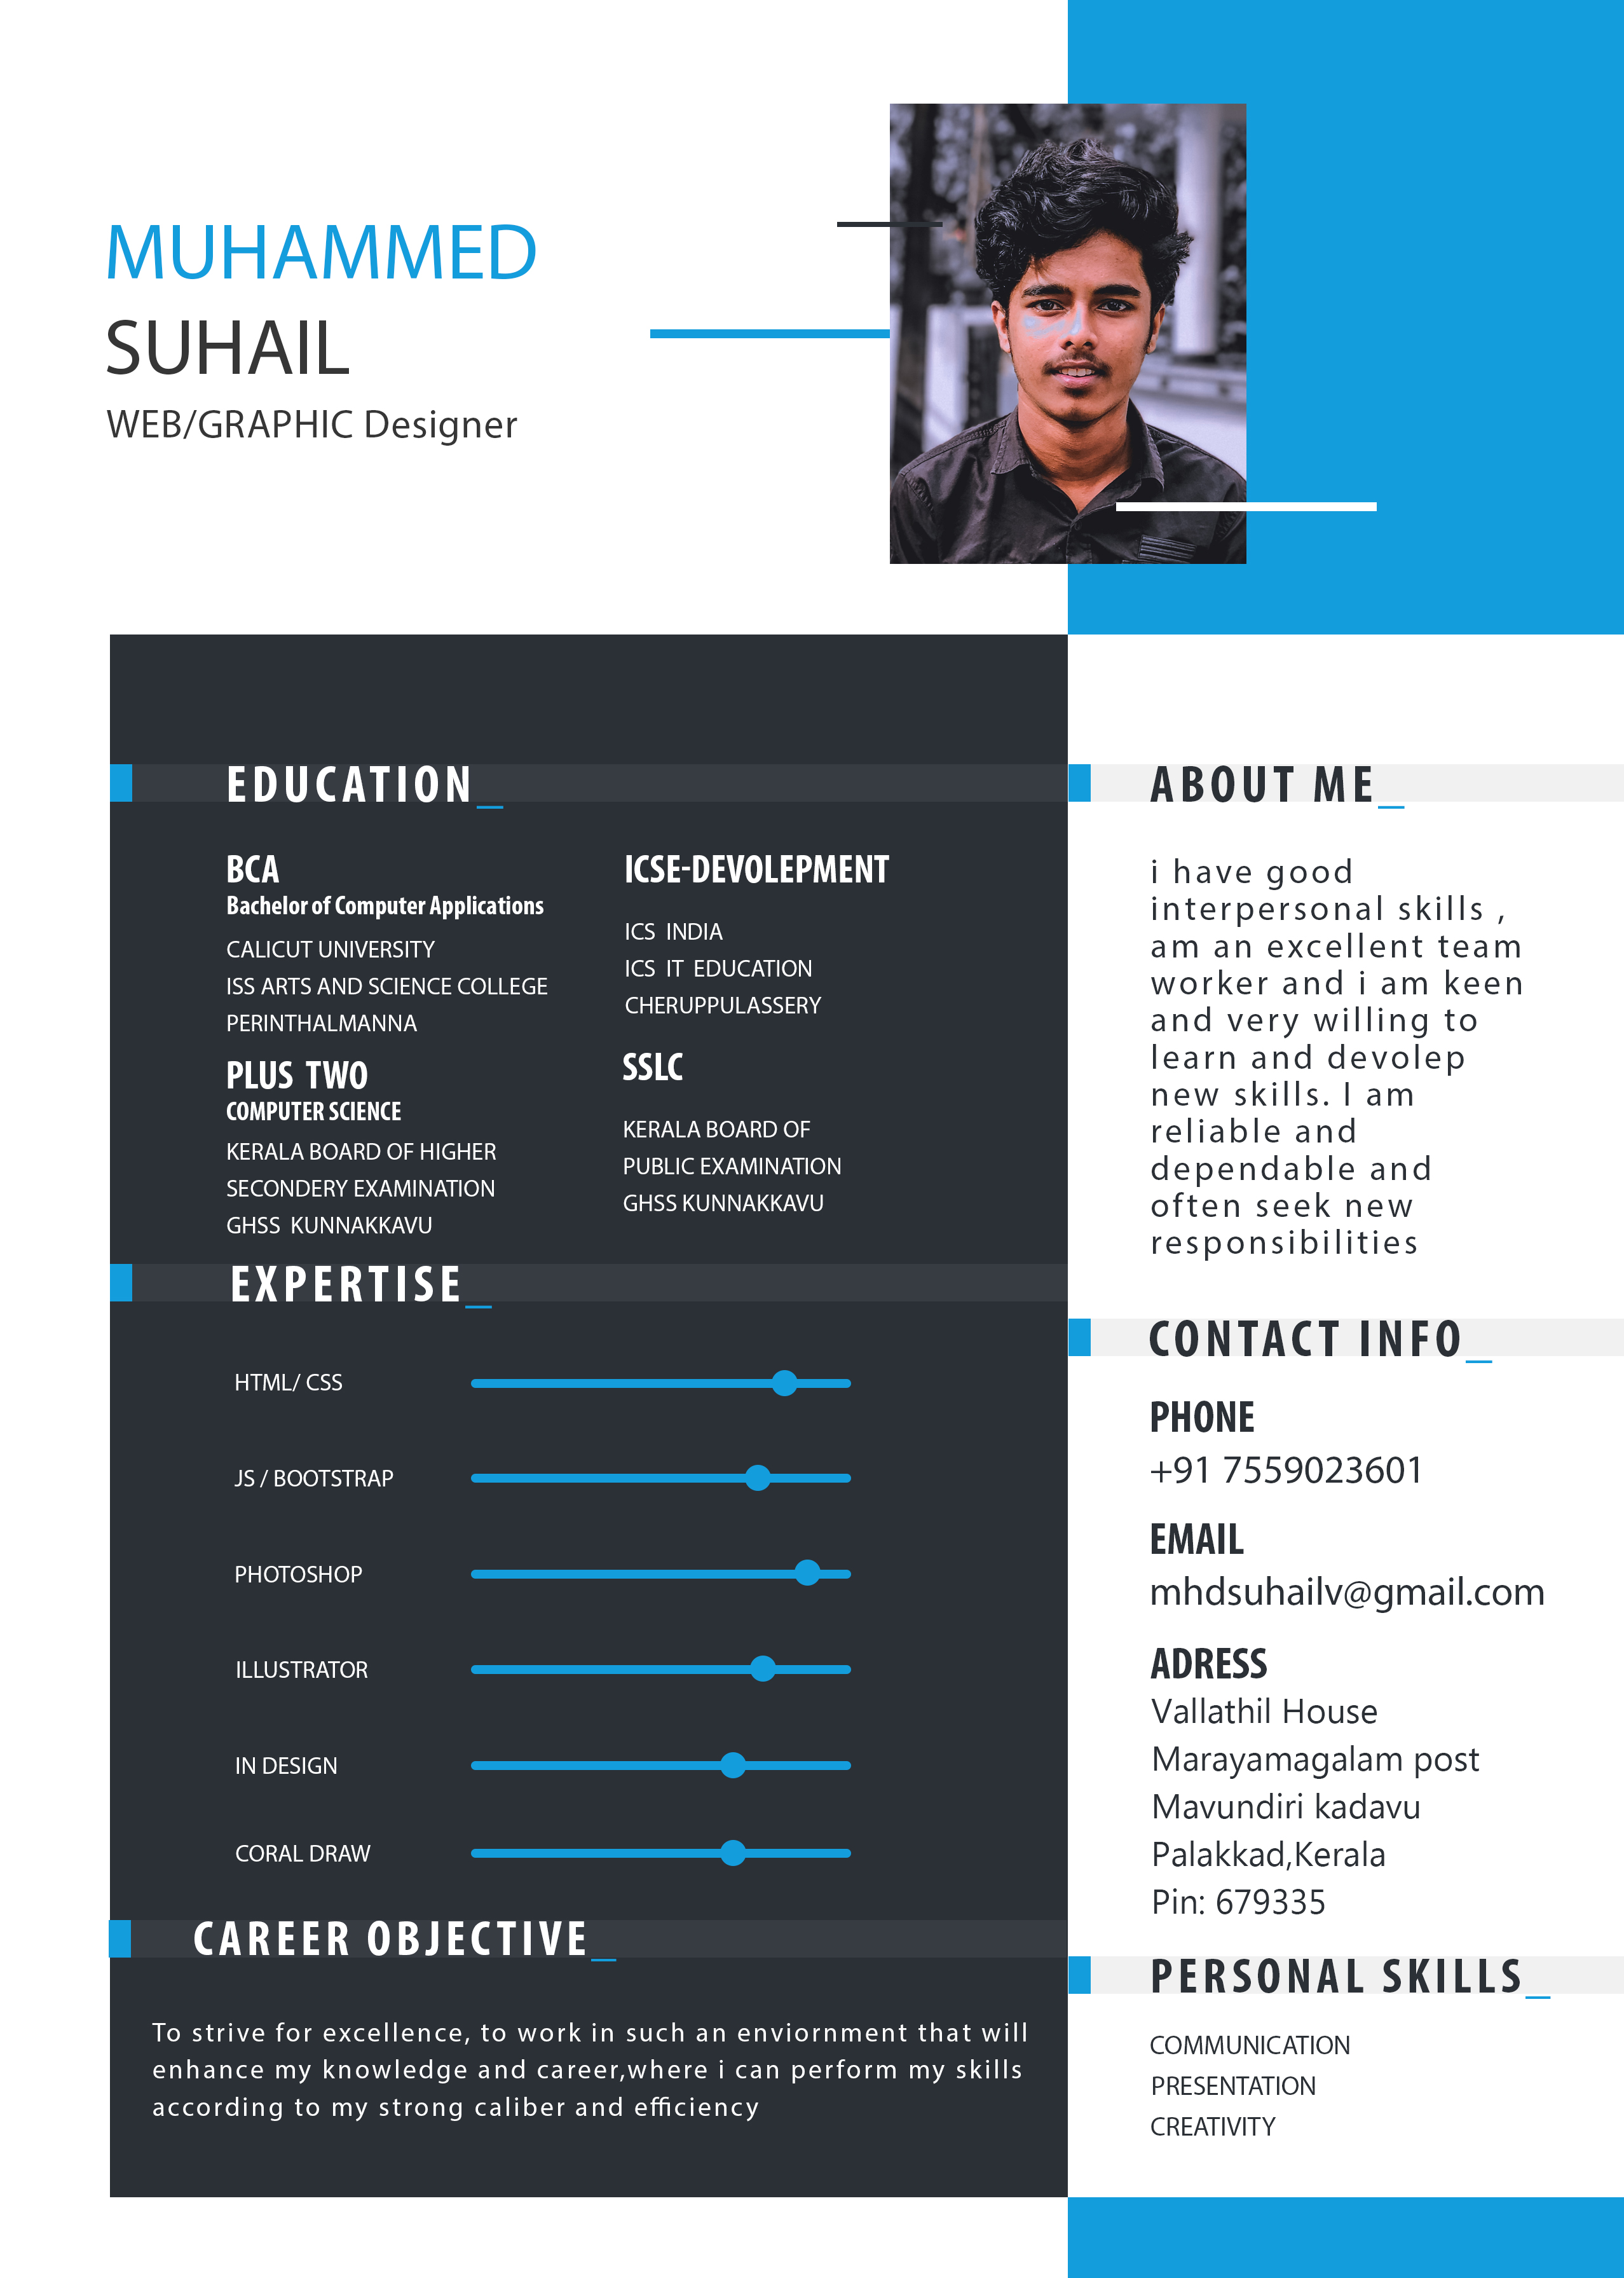 MUHAMMED
SUHAIL
WEB/GRAPHIC Designer
EDUCATION_
BCA
Bachelor of Computer Applications
CALICUT UNIVERSITY
ISS ARTS AND SCIENCE COLLEGE
PERINTHALMANNA
PLUS TWO
COMPUTER SCIENCE
KERALA BOARD OF HIGHER
SECONDERY EXAMINATION
GHSS KUNNAKKAVU
ICSE-DEVOLEPMENT
ICS INDIA
ICS IT EDUCATION
CHERUPPULASSERY
SSLC
KERALA BOARD OF
PUBLIC EXAMINATION
GHSS KUNNAKKAVU
EXPERTISE_
HTML/ CSS
JS / BOOTSTRAP
PHOTOSHOP
ILLUSTRATOR
IN DESIGN
CORAL DRAW
CAREER OBJECTIVE_
To strive for excellence, to work in such an enviornment that will
enhance my knowledge and career,where i can perform my skills
according to my strong caliber and efficiency
ABOUT ME_
i have good
interpersonal skills ,
am an excellent team
worker and i am keen
and very willing to
learn and devolep
new skills. I am
reliable and
dependable and
often seek new
responsibilities
CONTACT INFO_
PHONE
+91 7559023601
EMAIL
mhdsuhailv@gmail.com
ADRESS
Vallathil House
Marayamagalam post
Mavundiri kadavu
Palakkad,Kerala
Pin: 679335
PERSONAL SKILLS_
COMMUNICATION
PRESENTATION
CREATIVITY